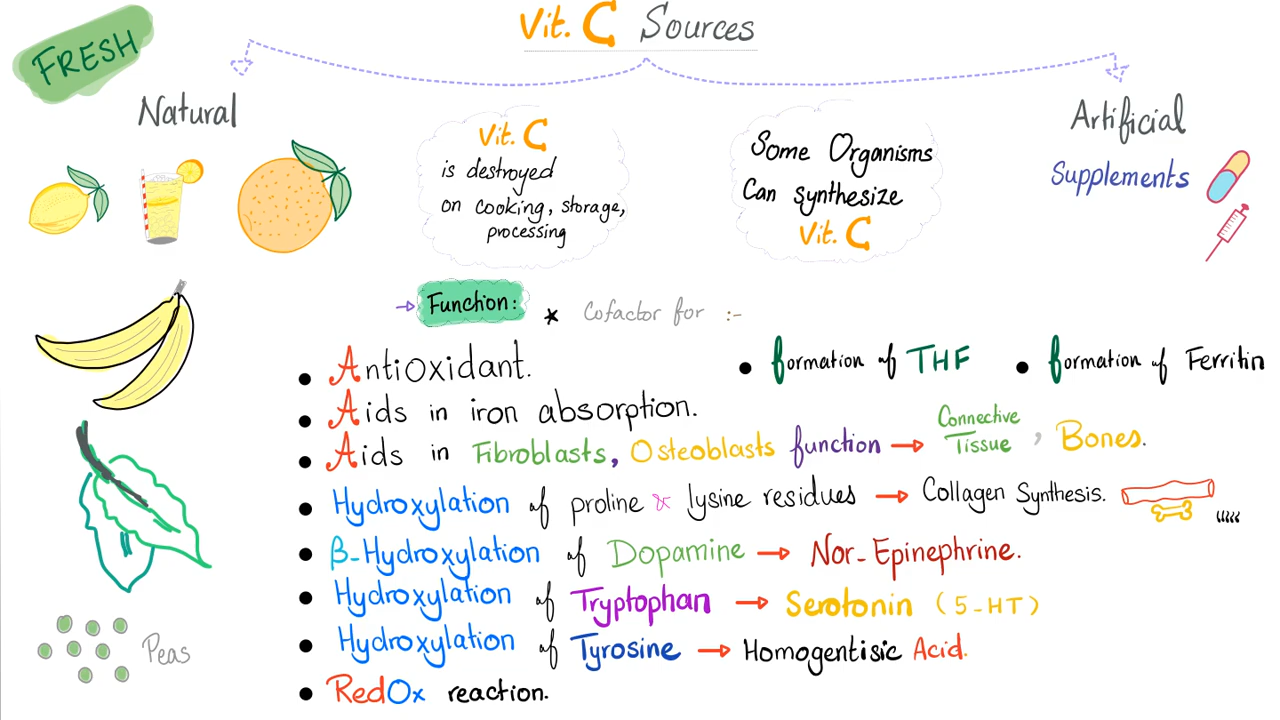 FRESH
Vit. C Sources
Natural
Artificial
Supplements
Vit. C
is destroyed
on cooking, storage,
processing
Some Organisms
Can synthesize
Vit. C
→ Function: * Cofactor for :-
• Antioxidant.
• formation of THF • formation of Ferritin
• Aids in iron absorption.
• Aids in Fibroblasts, Osteoblasts function → Connective Tissue, Bones.
• Hydroxylation of proline & lysine residues → Collagen Synthesis.
• β-Hydroxylation of Dopamine → Nor-Epinephrine.
• Hydroxylation of Tryptophan → Serotonin (5-HT)
• Hydroxylation of Tyrosine → Homogentisic Acid.
• RedOx reaction.
Peas